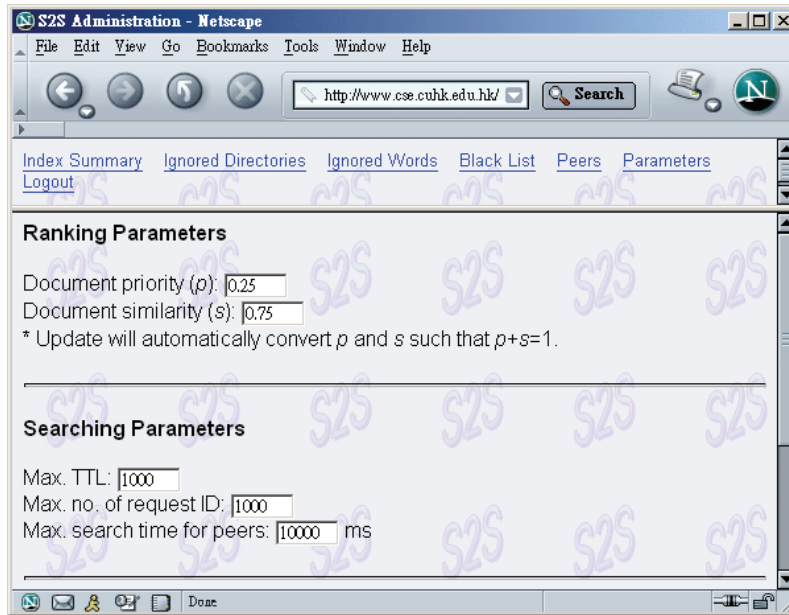 S2S Administration - Netscape
File Edit View Go Bookmarks Tools Window Help
http://www.cse.cuhk.edu.hk/ Search
N
Index Summary Ignored Directories Ignored Words Black List Peers Parameters
Logout
Ranking Parameters
Document priority (p): 0.25
Document similarity (s): 0.75
* Update will automatically convert p and s such that p+s=1.
Searching Parameters
Max. TTL: 1000
Max. no. of request ID: 1000
Max. search time for peers: 10000 ms
Done